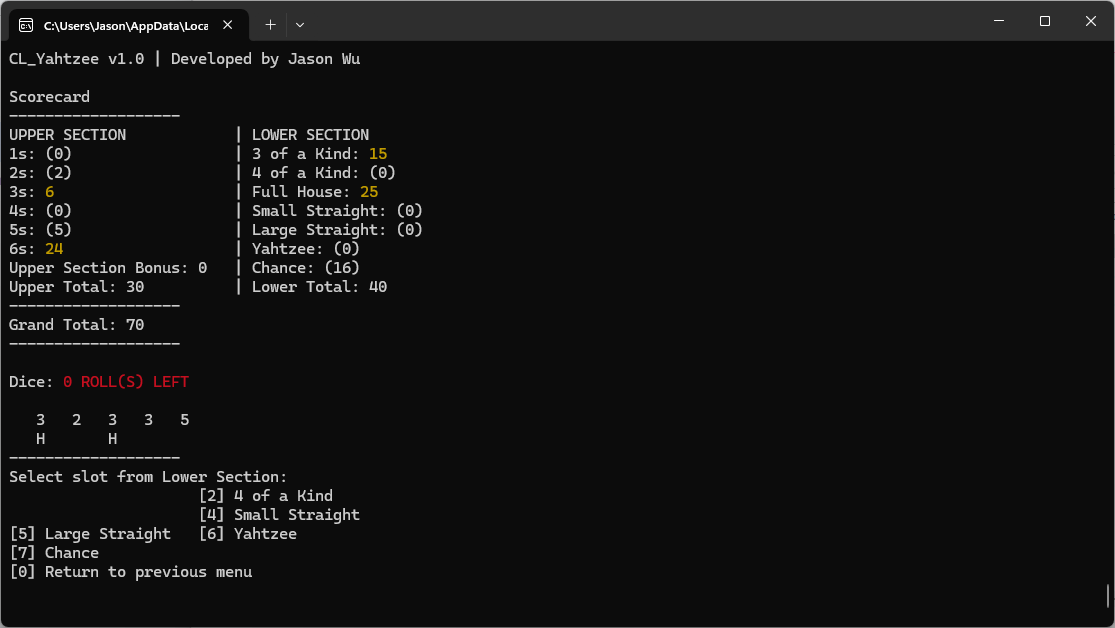 C:\Users\Jason\AppData\Loca
CL_Yahtzee v1.0 | Developed by Jason Wu
Scorecard
-------------------
UPPER SECTION | LOWER SECTION
1s: (0) | 3 of a Kind: 15
2s: (2) | 4 of a Kind: (0)
3s: 6 | Full House: 25
4s: (0) | Small Straight: (0)
5s: (5) | Large Straight: (0)
6s: 24 | Yahtzee: (0)
Upper Section Bonus: 0 | Chance: (16)
Upper Total: 30 | Lower Total: 40
-------------------
Grand Total: 70
-------------------
Dice: 0 ROLL(S) LEFT
3 2 3 3 5
H H
-------------------
Select slot from Lower Section:
[2] 4 of a Kind
[4] Small Straight
[5] Large Straight [6] Yahtzee
[7] Chance
[0] Return to previous menu